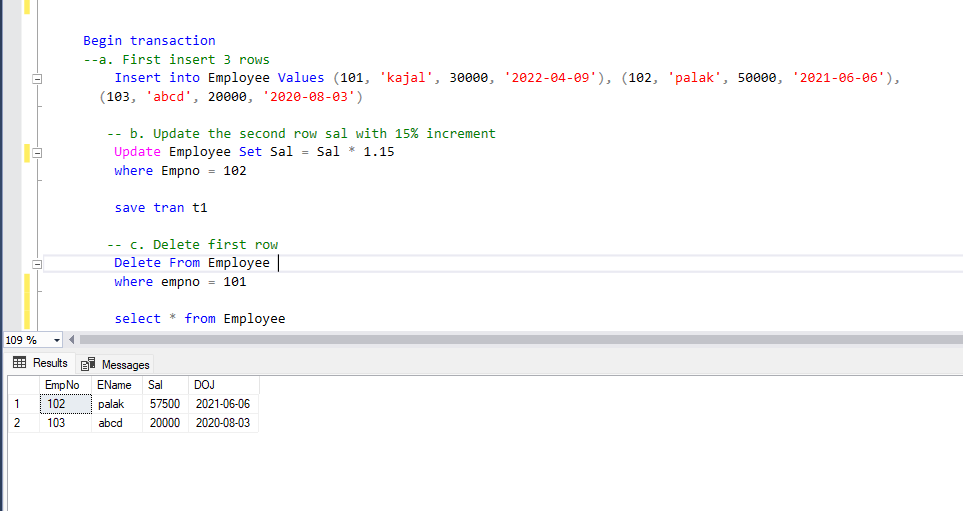 Begin transaction
--a. First insert 3 rows
Insert into Employee Values (101, 'kajal', 30000, '2022-04-09'), (102, 'palak', 50000, '2021-06-06'),
(103, 'abcd', 20000, '2020-08-03')
-- b. Update the second row sal with 15% increment
Update Employee Set Sal = Sal * 1.15
where Empno = 102
save tran t1
-- c. Delete first row
Delete From Employee
where empno = 101
select * from Employee
109 %
Results Messages
EmpNo EName Sal DOJ
1 102 palak 57500 2021-06-06
2 103 abcd 20000 2020-08-03